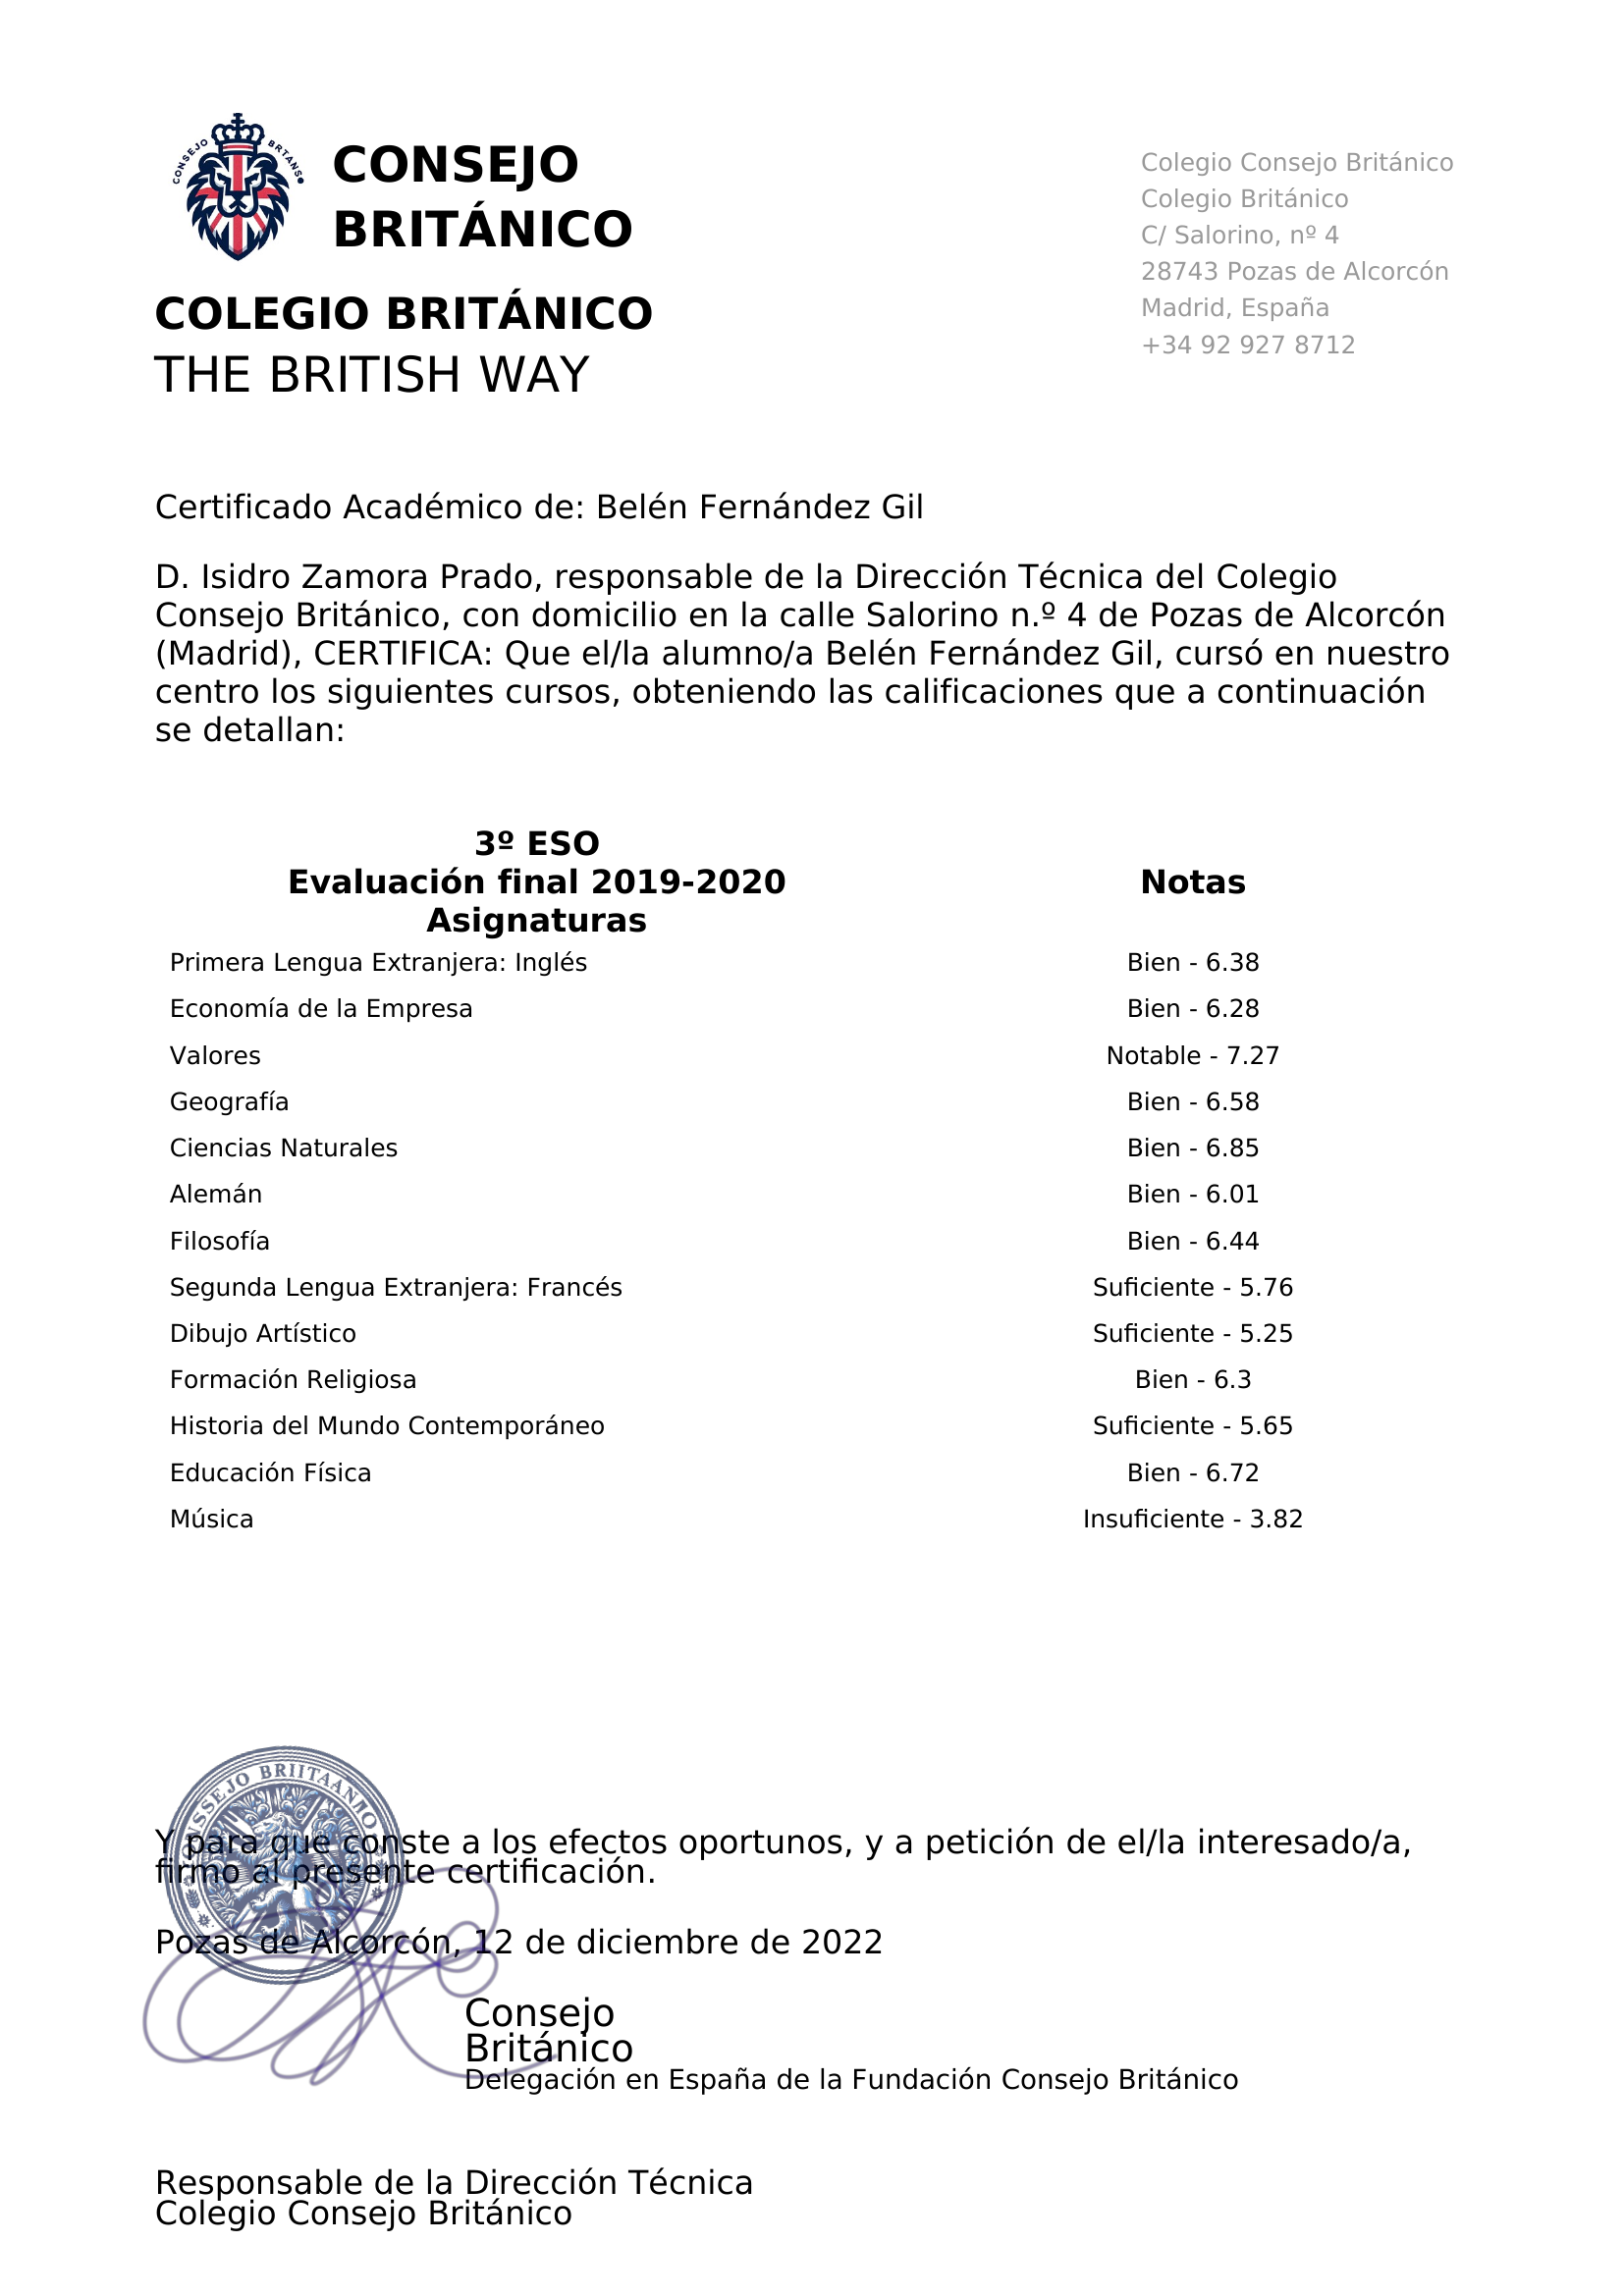 CONSEJO BRTANS
CONSEJO
BRITÁNICO
COLEGIO BRITÁNICO
THE BRITISH WAY
Colegio Consejo Británico
Colegio Británico
C/ Salorino, nº 4
28743 Pozas de Alcorcón
Madrid, España
+34 92 927 8712
Certificado Académico de: Belén Fernández Gil
D. Isidro Zamora Prado, responsable de la Dirección Técnica del Colegio
Consejo Británico, con domicilio en la calle Salorino n.º 4 de Pozas de Alcorcón
(Madrid), CERTIFICA: Que el/la alumno/a Belén Fernández Gil, cursó en nuestro
centro los siguientes cursos, obteniendo las calificaciones que a continuación
se detallan:
3º ESO
Evaluación final 2019-2020 Notas
Asignaturas
Primera Lengua Extranjera: Inglés Bien - 6.38
Economía de la Empresa Bien - 6.28
Valores Notable - 7.27
Geografía Bien - 6.58
Ciencias Naturales Bien - 6.85
Alemán Bien - 6.01
Filosofía Bien - 6.44
Segunda Lengua Extranjera: Francés Suficiente - 5.76
Dibujo Artístico Suficiente - 5.25
Formación Religiosa Bien - 6.3
Historia del Mundo Contemporáneo Suficiente - 5.65
Educación Física Bien - 6.72
Música Insuficiente - 3.82
Y para que conste a los efectos oportunos, y a petición de el/la interesado/a,
firmo al presente certificación.
Pozas de Alcorcón, 12 de diciembre de 2022
Consejo
Británico
Delegación en España de la Fundación Consejo Británico
Responsable de la Dirección Técnica
Colegio Consejo Británico